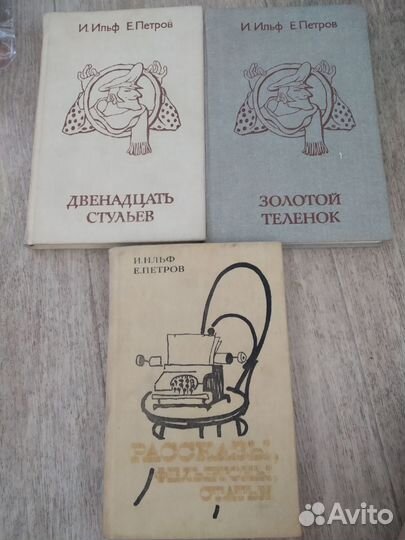 И. Ильф Е. Петров
ДВЕНАДЦАТЬ
СТУЛЬЕВ
И. Ильф Е. Петров
ЗОЛОТОЙ
ТЕЛЕНОК
И. ИЛЬФ
Е. ПЕТРОВ
РАССКАЗЫ,
ФЕЛЬЕТОНЫ,
СТАТЬИ
Avito